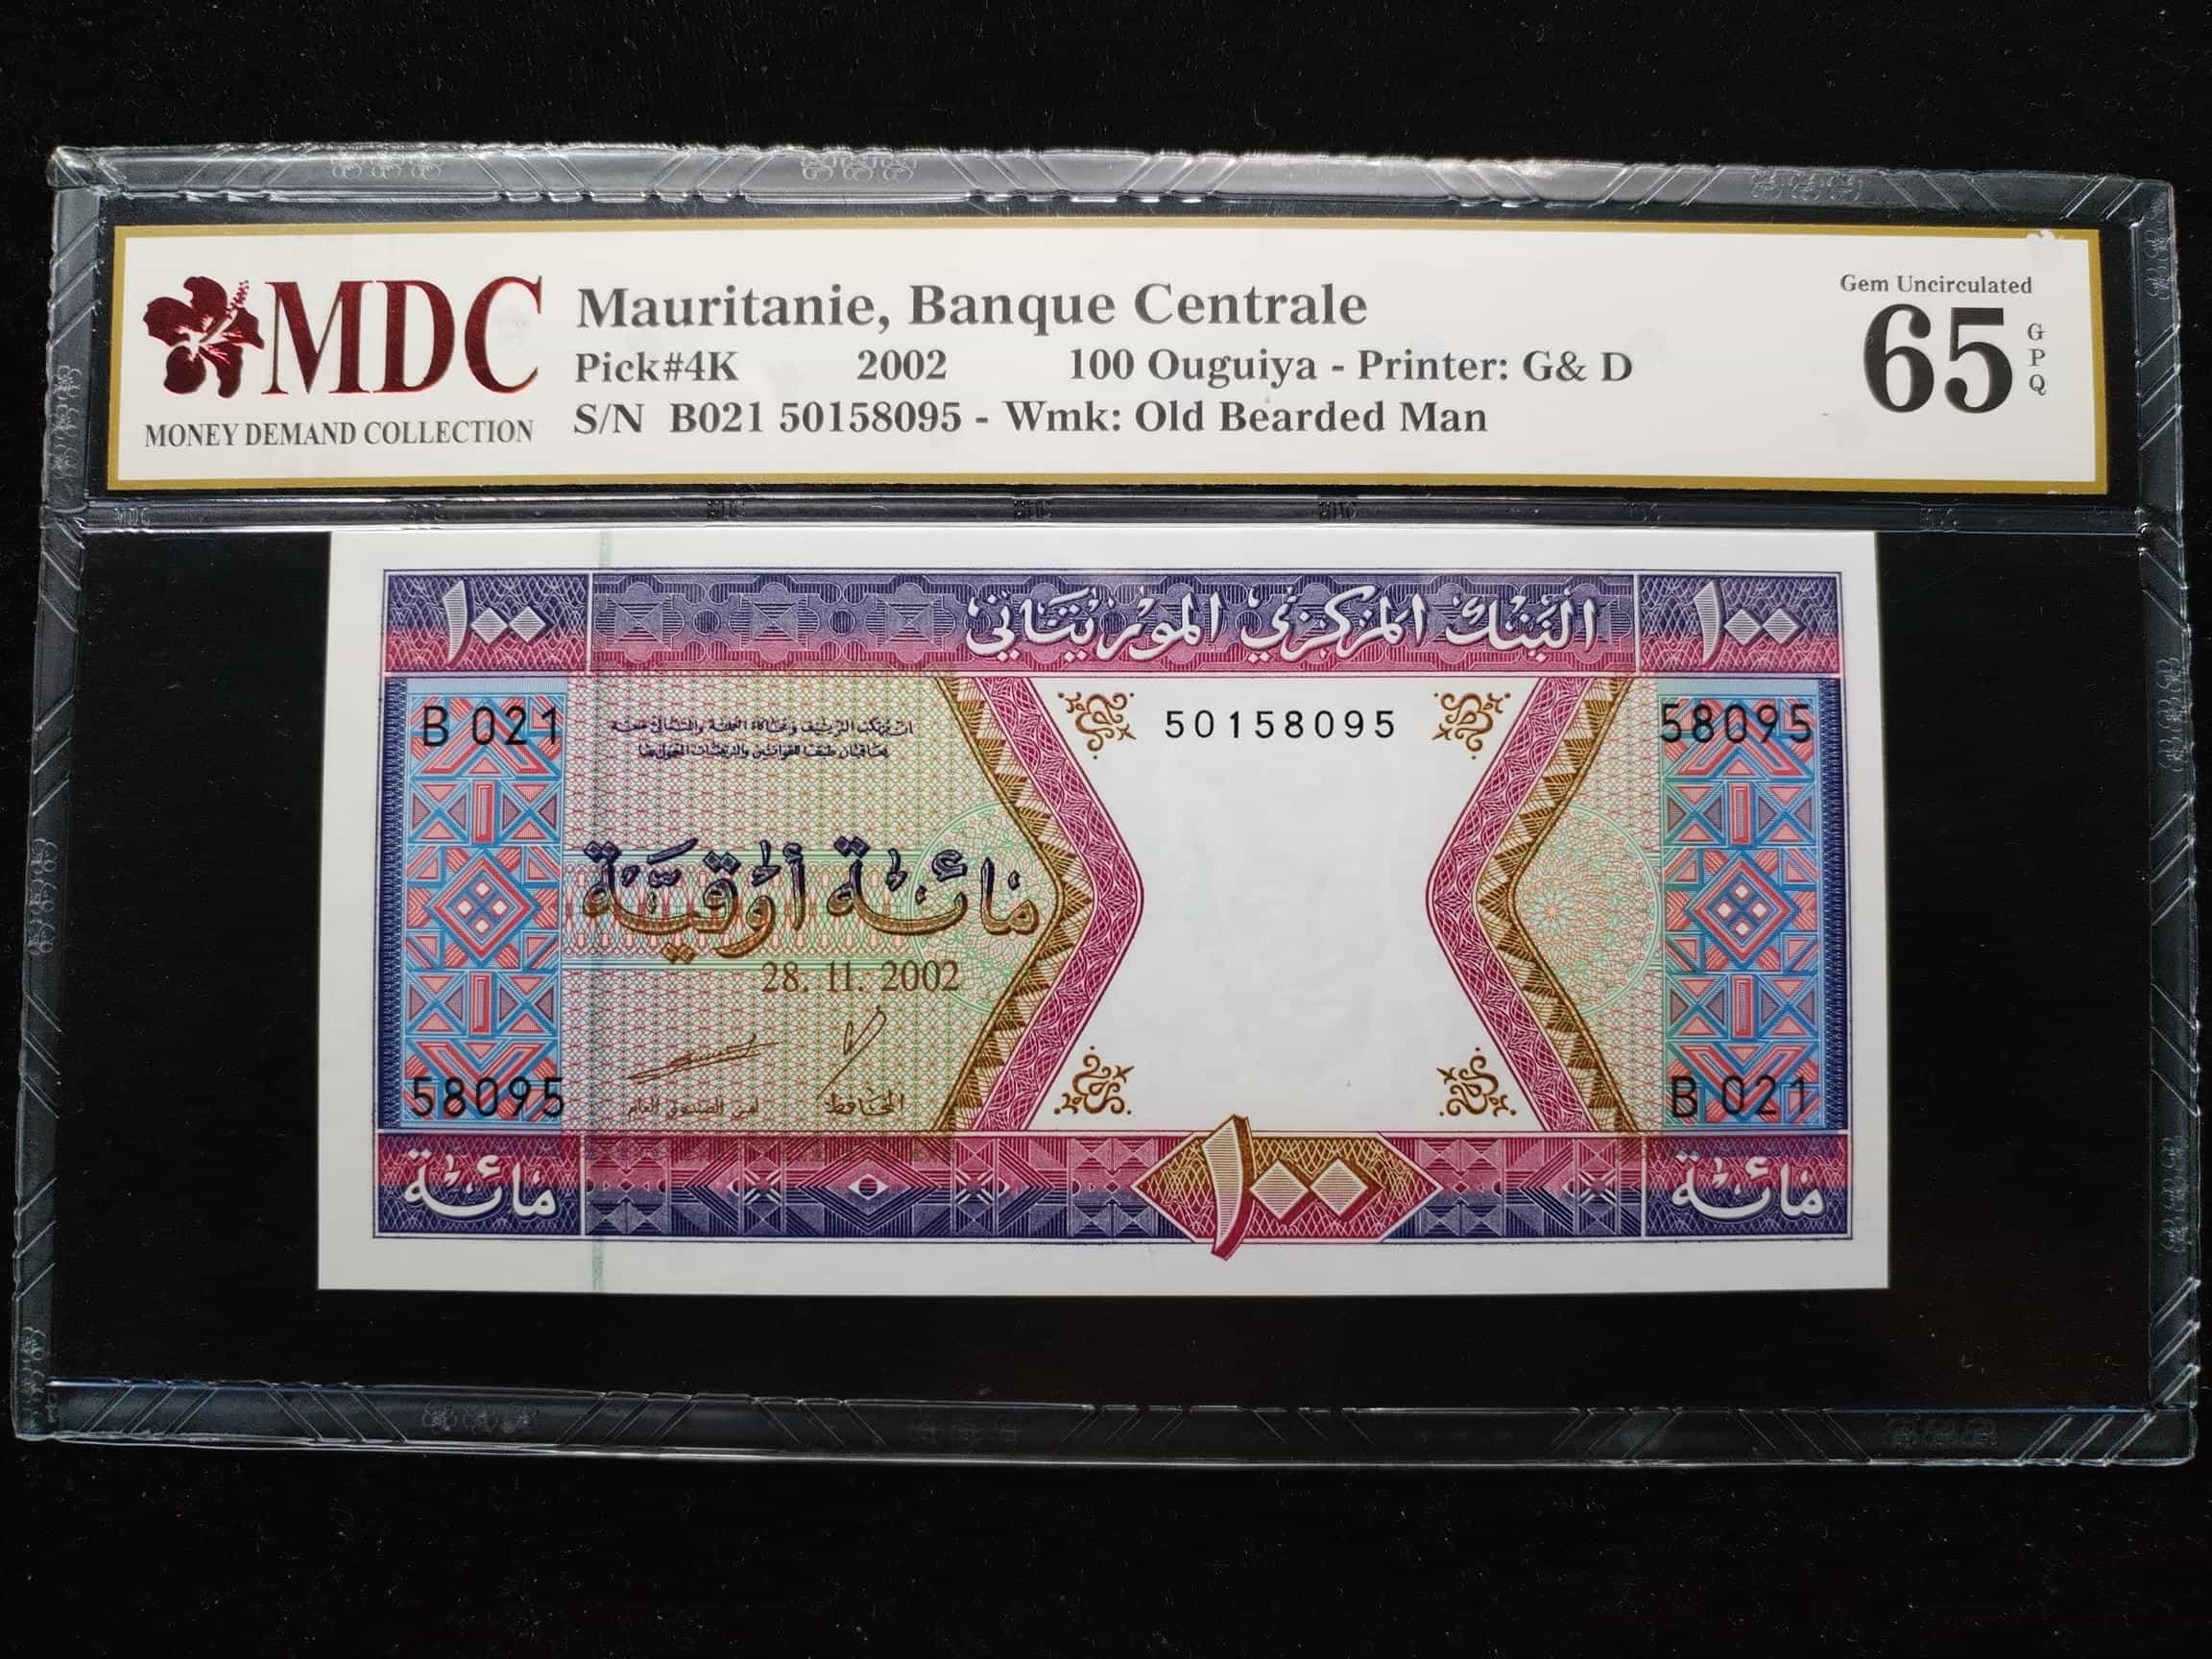 MDC
MONEY DEMAND COLLECTION
Mauritanie, Banque Centrale
Pick#4K 2002 100 Ouguiya - Printer: G& D
S/N B021 50158095 - Wmk: Old Bearded Man
Gem Uncirculated
65
GPQ
١٠٠
البنك المركزي الموريتاني
١٠٠
B 021
50158095
58095
مائة أوقية
28. 11. 2002
المحافظ
58095
B 021
مائة
١٠٠
مائة